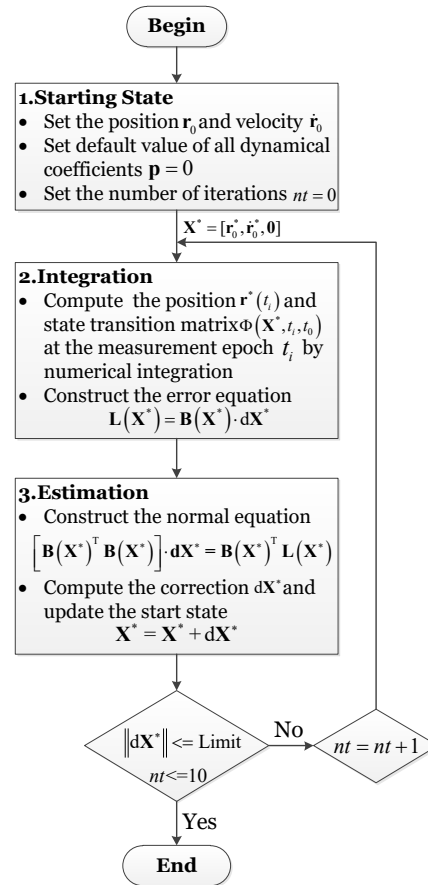 Begin
1.Starting State
• Set the position r₀ and velocity ṙ₀
• Set default value of all dynamical
coefficients p = 0
• Set the number of iterations nt = 0
X* = [r₀*, ṙ₀*, 0]
2.Integration
• Compute the position r*(tᵢ) and
state transition matrix Φ(X*, tᵢ, t₀)
at the measurement epoch tᵢ by
numerical integration
• Construct the error equation
L(X*) = B(X*)·dX*
3.Estimation
• Construct the normal equation
[B(X*)ᵀ B(X*)]·dX* = B(X*)ᵀ L(X*)
• Compute the correction dX* and
update the start state
X* = X* + dX*
‖dX*‖ <= Limit
nt<=10
No
nt = nt + 1
Yes
End